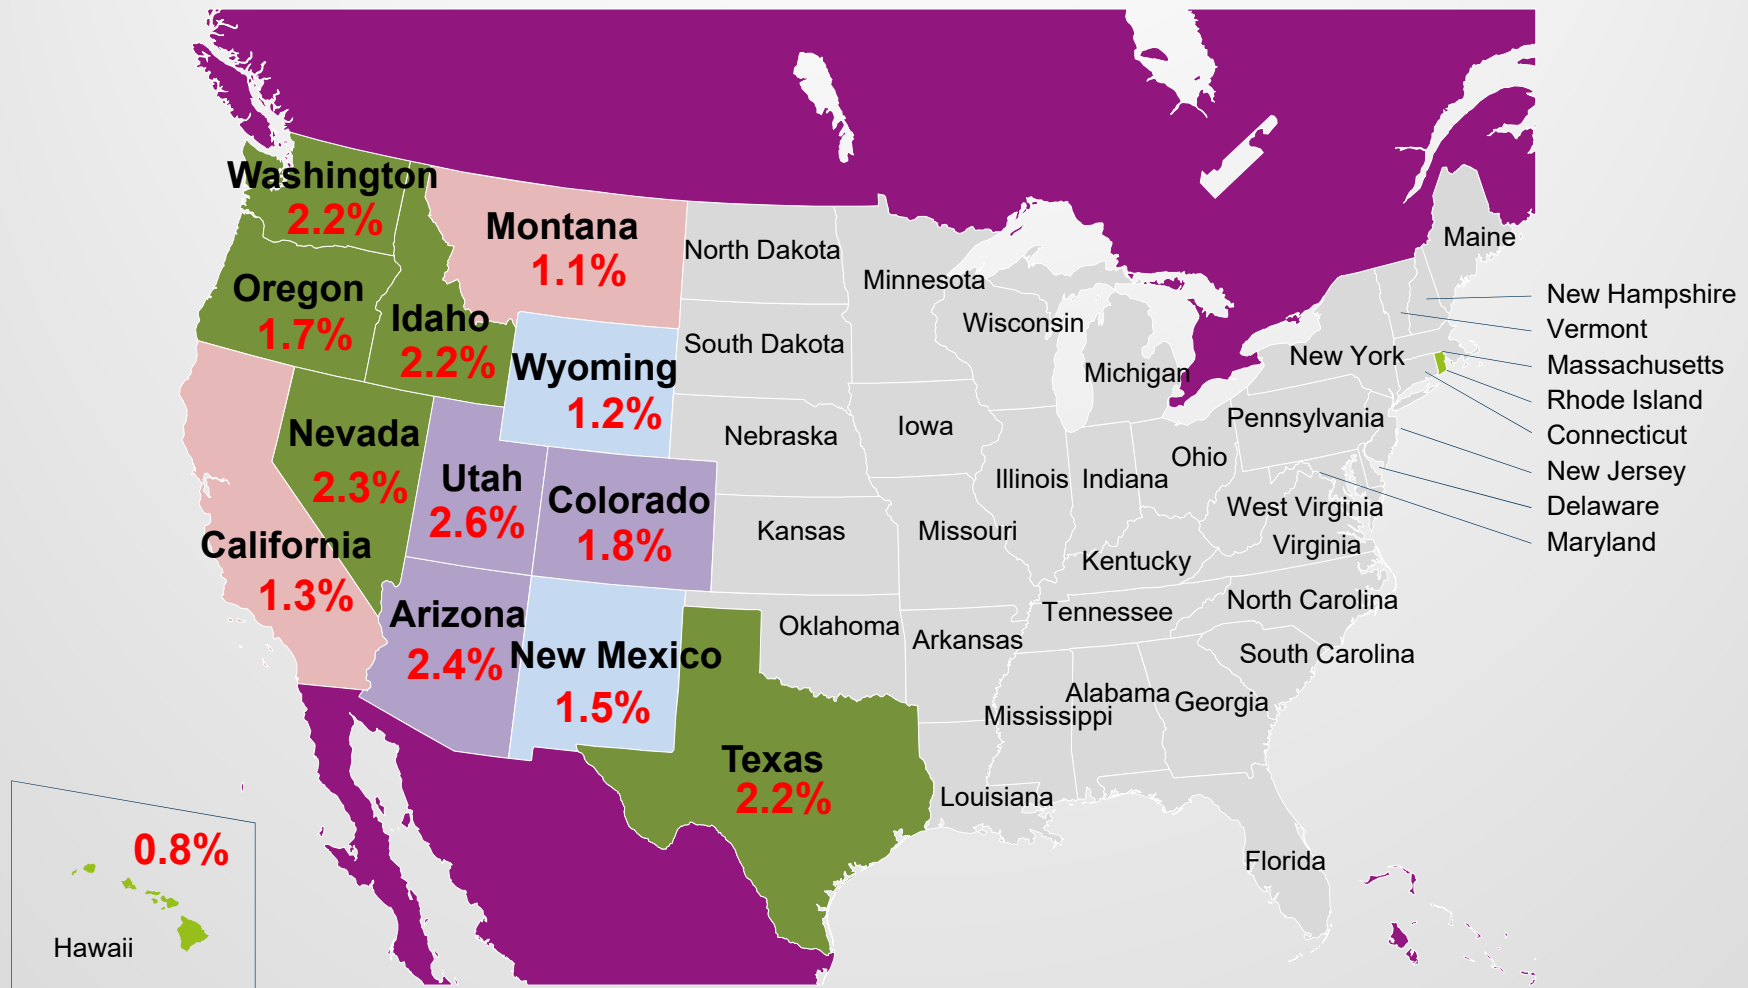 Washington
2.2%
Montana
1.1%
North Dakota
Minnesota
Maine
Oregon
1.7%
Idaho
2.2%
Wyoming
1.2%
South Dakota
Wisconsin
Michigan
New York
New Hampshire
Vermont
Massachusetts
Rhode Island
Connecticut
New Jersey
Delaware
Maryland
Nevada
2.3%
Utah
2.6%
Colorado
1.8%
Nebraska
Iowa
Illinois
Indiana
Ohio
Pennsylvania
California
1.3%
Kansas
Missouri
Kentucky
West Virginia
Virginia
Arizona
2.4%
New Mexico
1.5%
Oklahoma
Arkansas
Tennessee
North Carolina
South Carolina
Texas
2.2%
Louisiana
Mississippi
Alabama
Georgia
Florida
0.8%
Hawaii